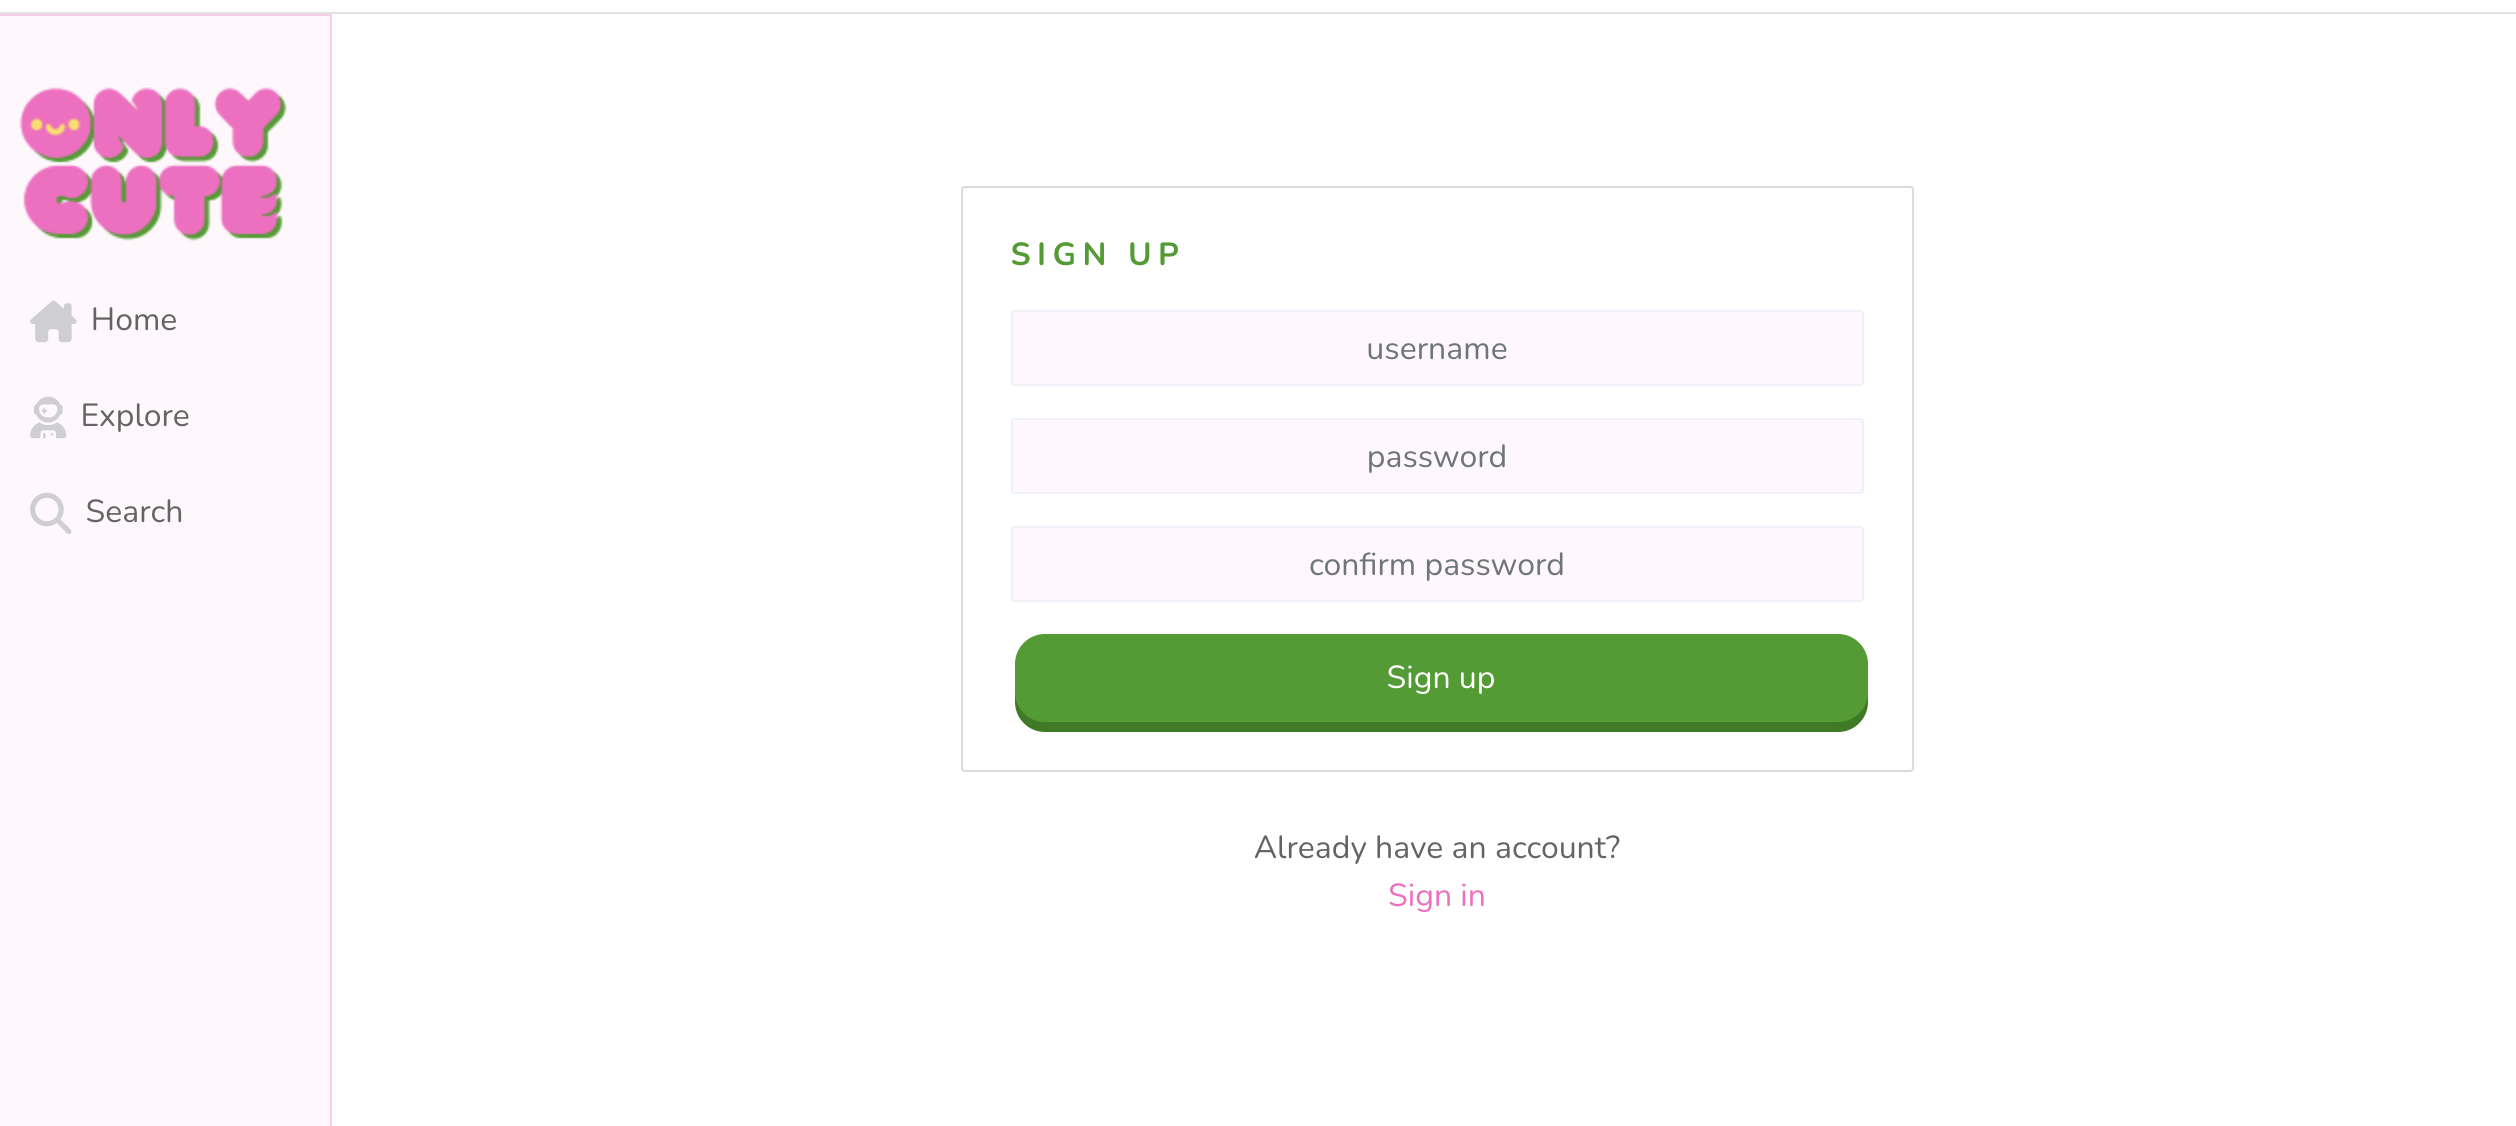 ONLY
CUTE
Home
Explore
Search
SIGN UP
username
password
confirm password
Sign up
Already have an account?
Sign in